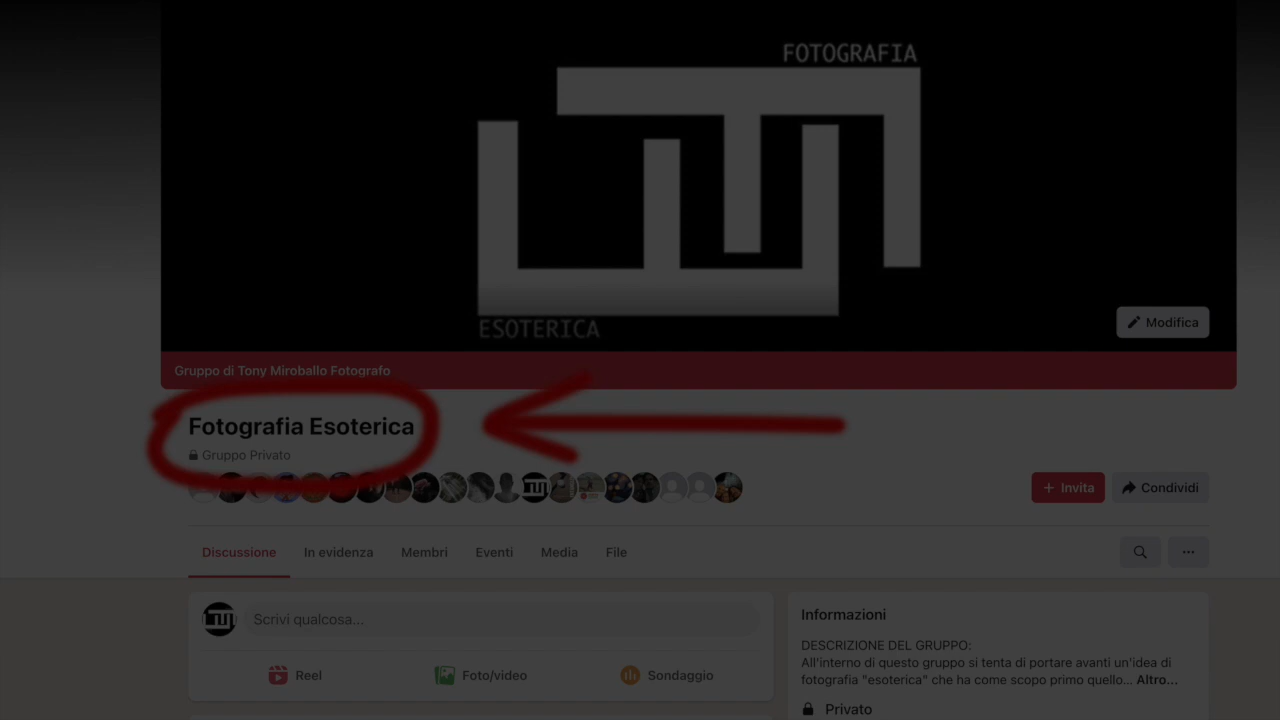 FOTOGRAFIA
ESOTERICA
Modifica
Gruppo di Tony Miroballo Fotografo
Fotografia Esoterica
Gruppo Privato
+ Invita
Condividi
Discussione In evidenza Membri Eventi Media File
Scrivi qualcosa...
Reel Foto/video Sondaggio
Informazioni
DESCRIZIONE DEL GRUPPO:
All'interno di questo gruppo si tenta di portare avanti un'idea di
fotografia "esoterica" che ha come scopo primo quello... Altro...
Privato